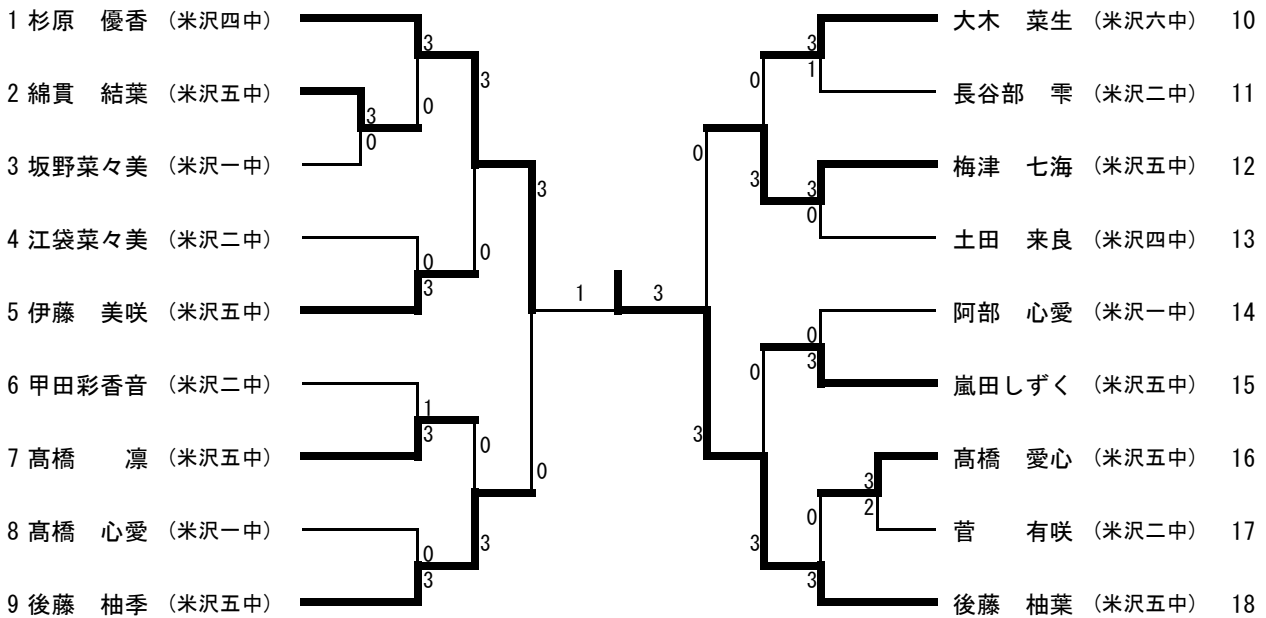 1 杉原　優香 （米沢四中）
2 綿貫　結葉 （米沢五中）
3 坂野菜々美 （米沢一中）
4 江袋菜々美 （米沢二中）
5 伊藤　美咲 （米沢五中）
6 甲田彩香音 （米沢二中）
7 髙橋　　凛 （米沢五中）
8 髙橋　心愛 （米沢一中）
9 後藤　柚季 （米沢五中）
3
3
0
3
0
0
0
3
3
0
1
3
0
0
3
0
3
1
3
0
3
0
3
1
0
3
3
0
0
0
3
3
3
2
0
3
3
大木　菜生 （米沢六中） 10
長谷部　雫 （米沢二中） 11
梅津　七海 （米沢五中） 12
土田　来良 （米沢四中） 13
阿部　心愛 （米沢一中） 14
嵐田しずく （米沢五中） 15
髙橋　愛心 （米沢五中） 16
菅　　有咲 （米沢二中） 17
後藤　柚葉 （米沢五中） 18